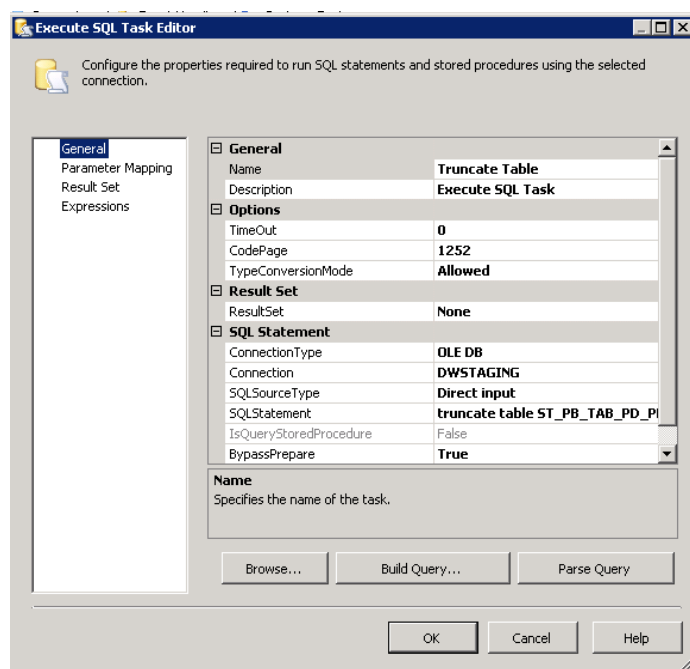 Execute SQL Task Editor
Configure the properties required to run SQL statements and stored procedures using the selected
connection.
General
Parameter Mapping
Result Set
Expressions
General
Name Truncate Table
Description Execute SQL Task
Options
TimeOut 0
CodePage 1252
TypeConversionMode Allowed
Result Set
ResultSet None
SQL Statement
ConnectionType OLE DB
Connection DWSTAGING
SQLSourceType Direct input
SQLStatement truncate table ST_PB_TAB_PD_
IsQueryStoredProcedure False
BypassPrepare True
Name
Specifies the name of the task.
Browse... Build Query... Parse Query
OK Cancel Help